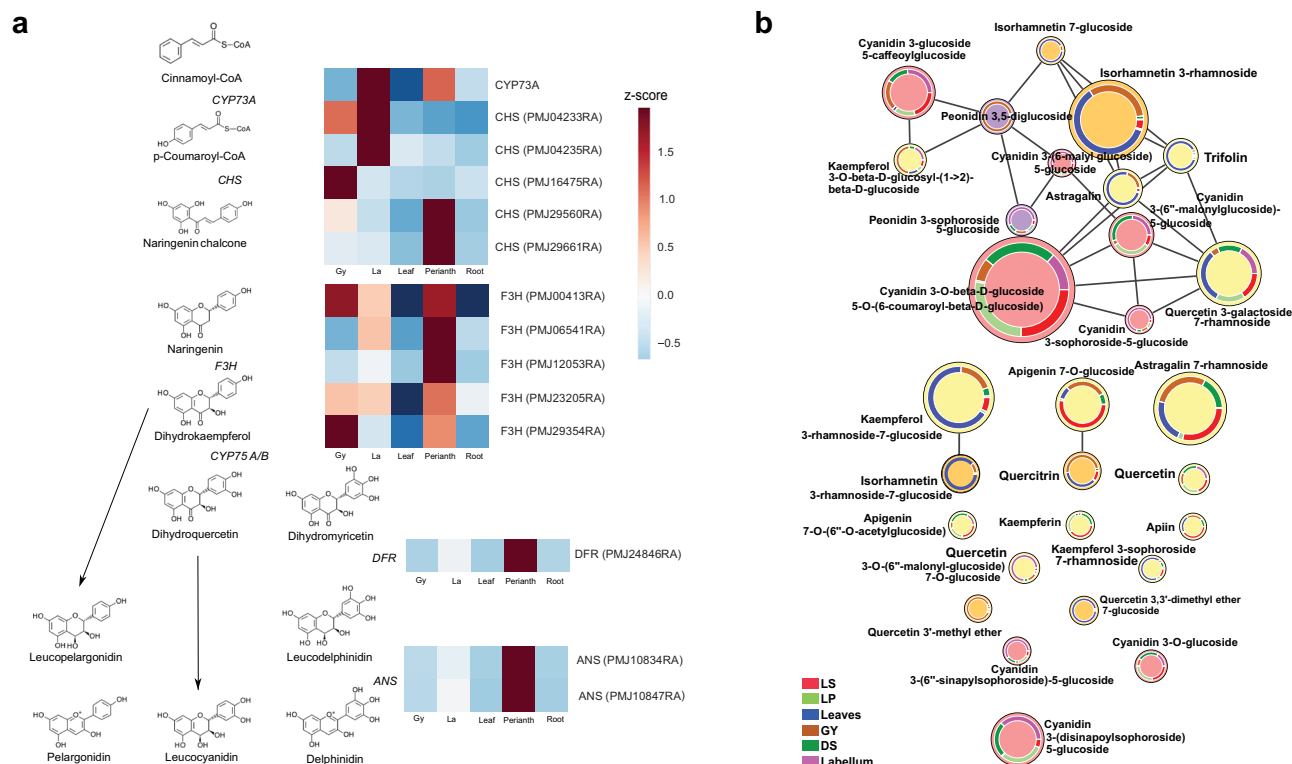 a
Cinnamoyl-CoA
CYP73A
p-Coumaroyl-CoA
CHS
Naringenin chalcone
Naringenin
F3H
Dihydrokaempferol
CYP75 A/B
Dihydroquercetin
Dihydromyricetin
Leucopelargonidin
Leucodelphinidin
Pelargonidin
Leucocyanidin
Delphinidin
CYP73A
CHS (PMJ04233RA)
CHS (PMJ04235RA)
CHS (PMJ16475RA)
CHS (PMJ29560RA)
CHS (PMJ29661RA)
Gy La Leaf Perianth Root
F3H (PMJ00413RA)
F3H (PMJ06541RA)
F3H (PMJ12053RA)
F3H (PMJ23205RA)
F3H (PMJ29354RA)
Gy La Leaf Perianth Root
DFR
DFR (PMJ24846RA)
Gy La Leaf Perianth Root
ANS
ANS (PMJ10834RA)
ANS (PMJ10847RA)
Gy La Leaf Perianth Root
z-score
1.5
1.0
0.5
0.0
−0.5
b
Isorhamnetin 7-glucoside
Cyanidin 3-glucoside
5-caffeoylglucoside
Isorhamnetin 3-rhamnoside
Peonidin 3,5-diglucoside
Kaempferol
3-O-beta-D-glucosyl-(1->2)-
beta-D-glucoside
Cyanidin 3-(6-malyl glucoside)
5-glucoside
Trifolin
Astragalin
Cyanidin
3-(6"-malonylglucoside)-
5-glucoside
Peonidin 3-sophoroside
5-glucoside
Cyanidin 3-O-beta-D-glucoside
5-O-(6-coumaroyl-beta-D-glucoside)
Quercetin 3-galactoside
7-rhamnoside
Cyanidin
3-sophoroside-5-glucoside
Kaempferol
3-rhamnoside-7-glucoside
Apigenin 7-O-glucoside
Astragalin 7-rhamnoside
Isorhamnetin
3-rhamnoside-7-glucoside
Quercitrin
Quercetin
Apigenin
7-O-(6"-O-acetylglucoside)
Kaempferin
Apiin
Quercetin
3-O-(6"-malonyl-glucoside)
7-O-glucoside
Kaempferol 3-sophoroside
7-rhamnoside
Quercetin 3'-methyl ether
Quercetin 3,3'-dimethyl ether
7-glucoside
Cyanidin
3-(6"-sinapylsophoroside)-5-glucoside
Cyanidin 3-O-glucoside
Cyanidin
3-(disinapoylsophoroside)
5-glucoside
LS
LP
Leaves
GY
DS
Labellum